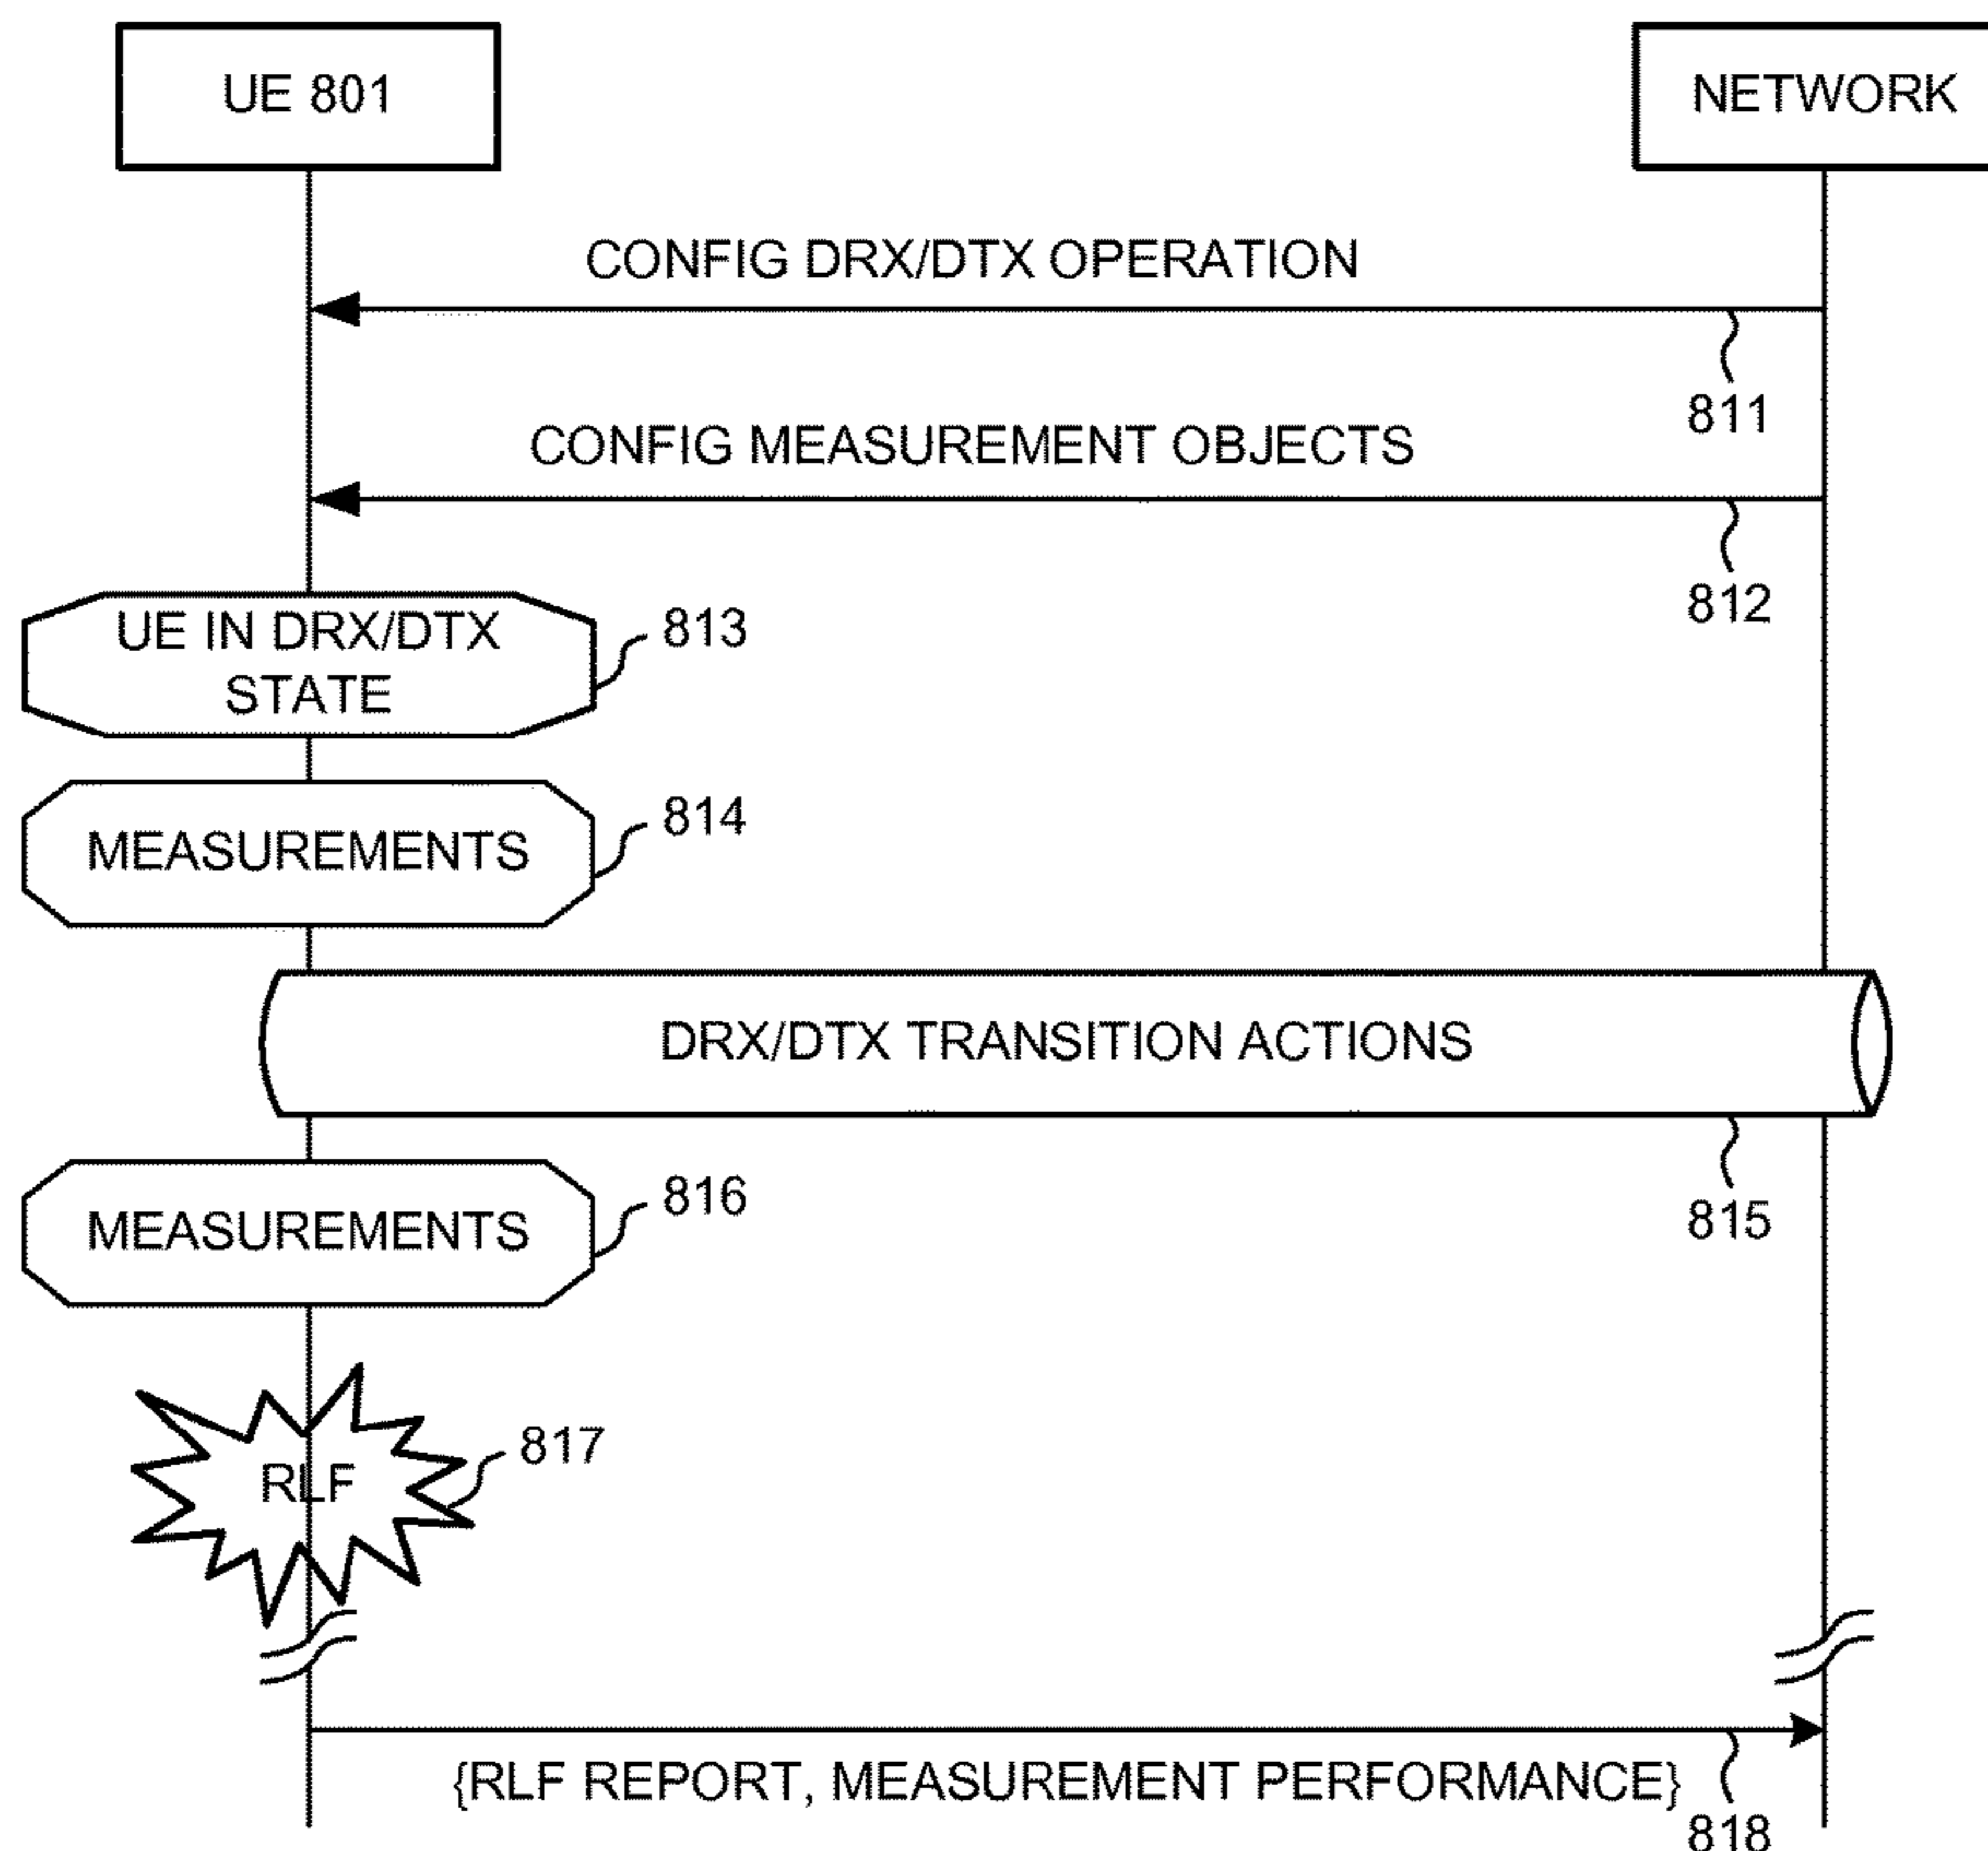 UE 801
NETWORK
CONFIG DRX/DTX OPERATION
811
CONFIG MEASUREMENT OBJECTS
812
UE IN DRX/DTX
STATE
813
MEASUREMENTS
814
DRX/DTX TRANSITION ACTIONS
815
MEASUREMENTS
816
RLF
817
{RLF REPORT, MEASUREMENT PERFORMANCE}
818